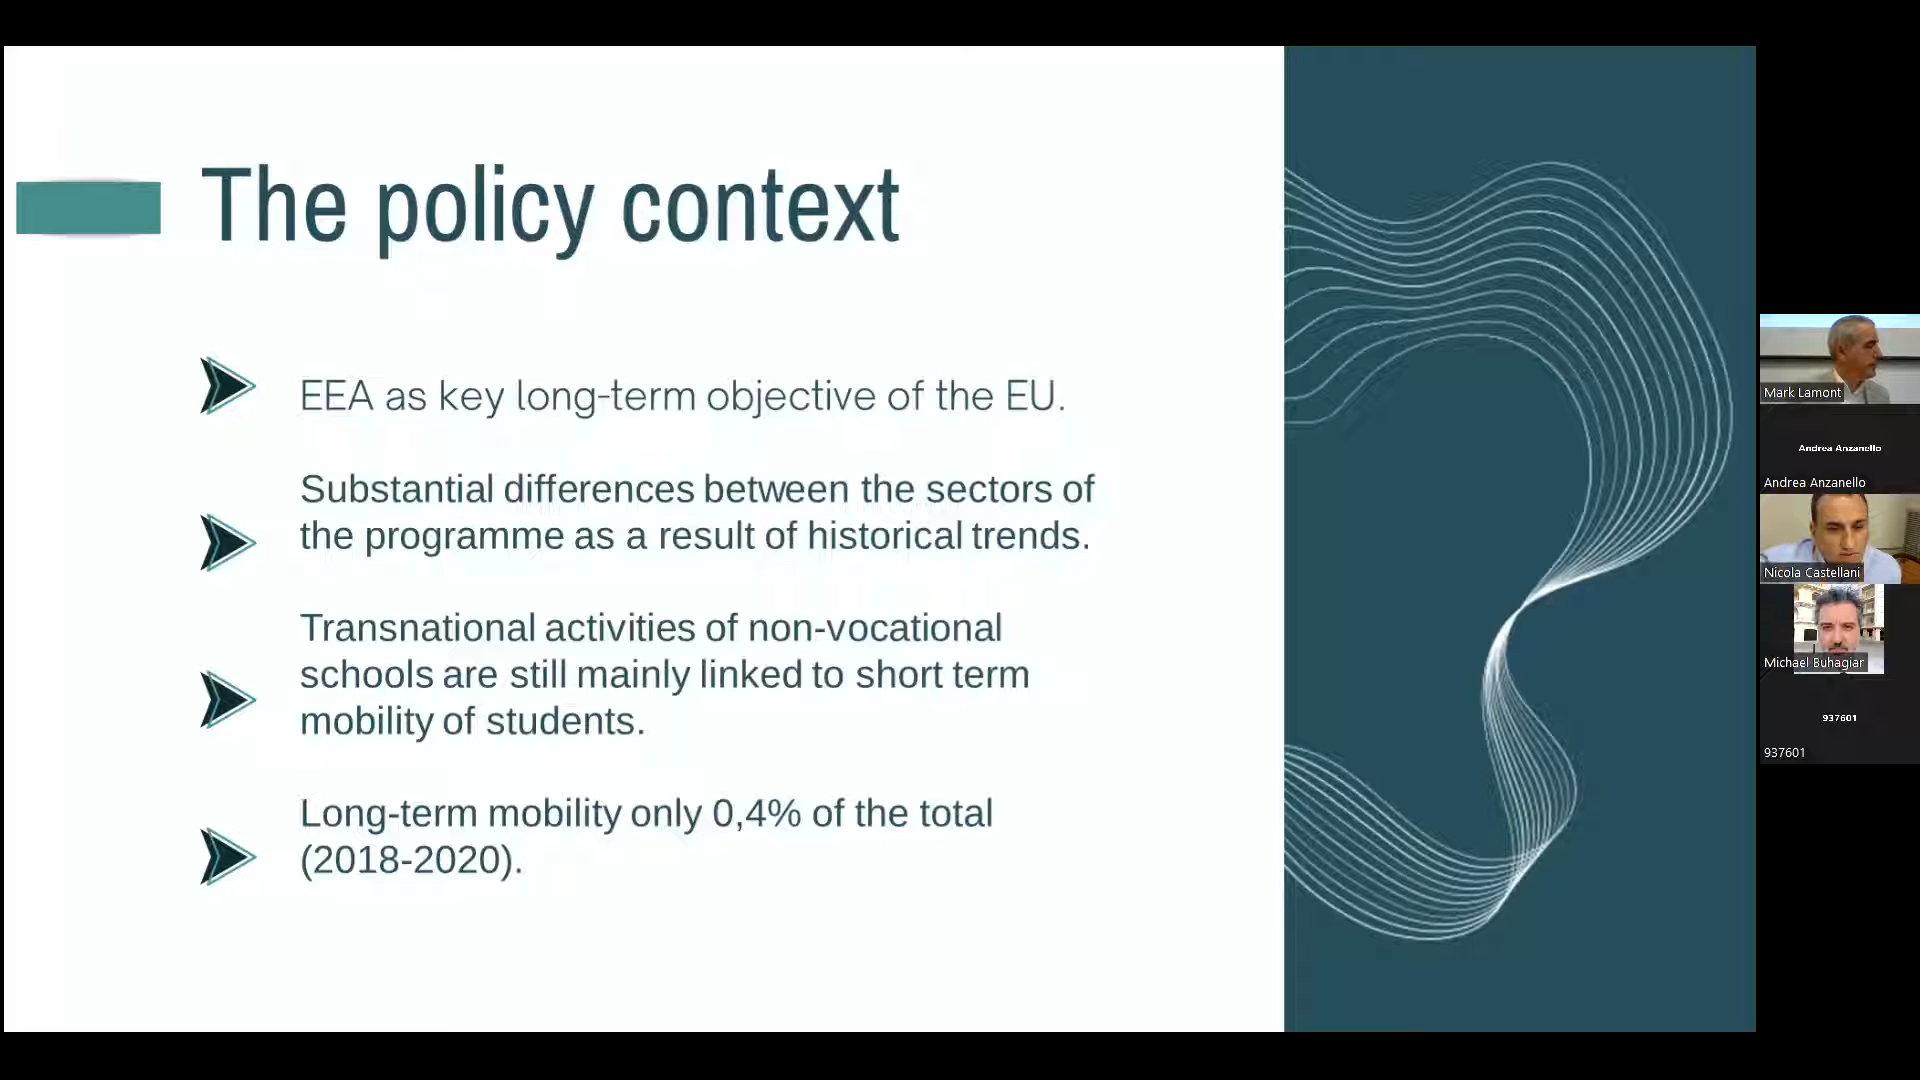 The policy context
EEA as key long-term objective of the EU.
Substantial differences between the sectors of
the programme as a result of historical trends.
Transnational activities of non-vocational
schools are still mainly linked to short term
mobility of students.
Long-term mobility only 0,4% of the total
(2018-2020).
Mark Lamont
Andrea Anzanello
Andrea Anzanello
Nicola Castellani
Michael Buhagiar
937601
937601